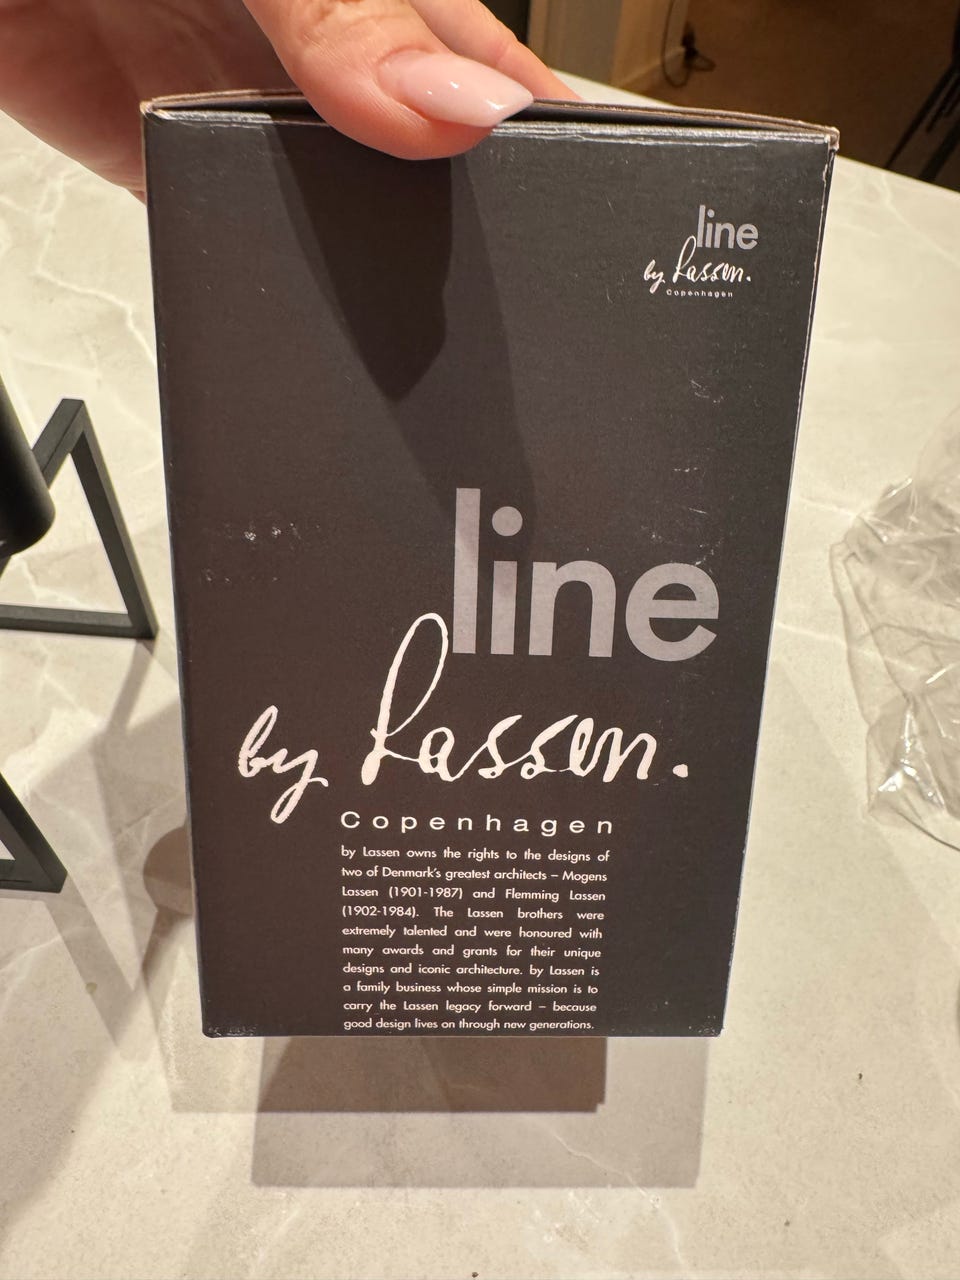 line
by Lassen.
Copenhagen
line
by Lassen.
Copenhagen
by Lassen owns the rights to the designs of
two of Denmark's greatest architects – Mogens
Lassen (1901-1987) and Flemming Lassen
(1902-1984). The Lassen brothers were
extremely talented and were honoured with
many awards and grants for their unique
designs and iconic architecture. by Lassen is
a family business whose simple mission is to
carry the Lassen legacy forward – because
good design lives on through new generations.